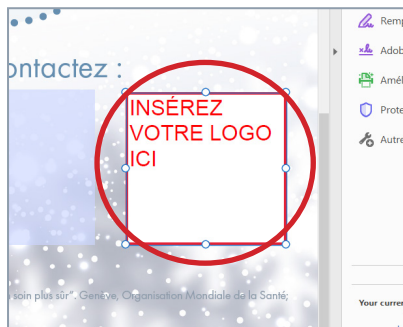 ontactez :
INSÉREZ
VOTRE LOGO
ICI
soin plus sûr”. Genève, Organisation Mondiale de la Santé;
Remp
Adob
Amél
Prote
Autre
Your curren